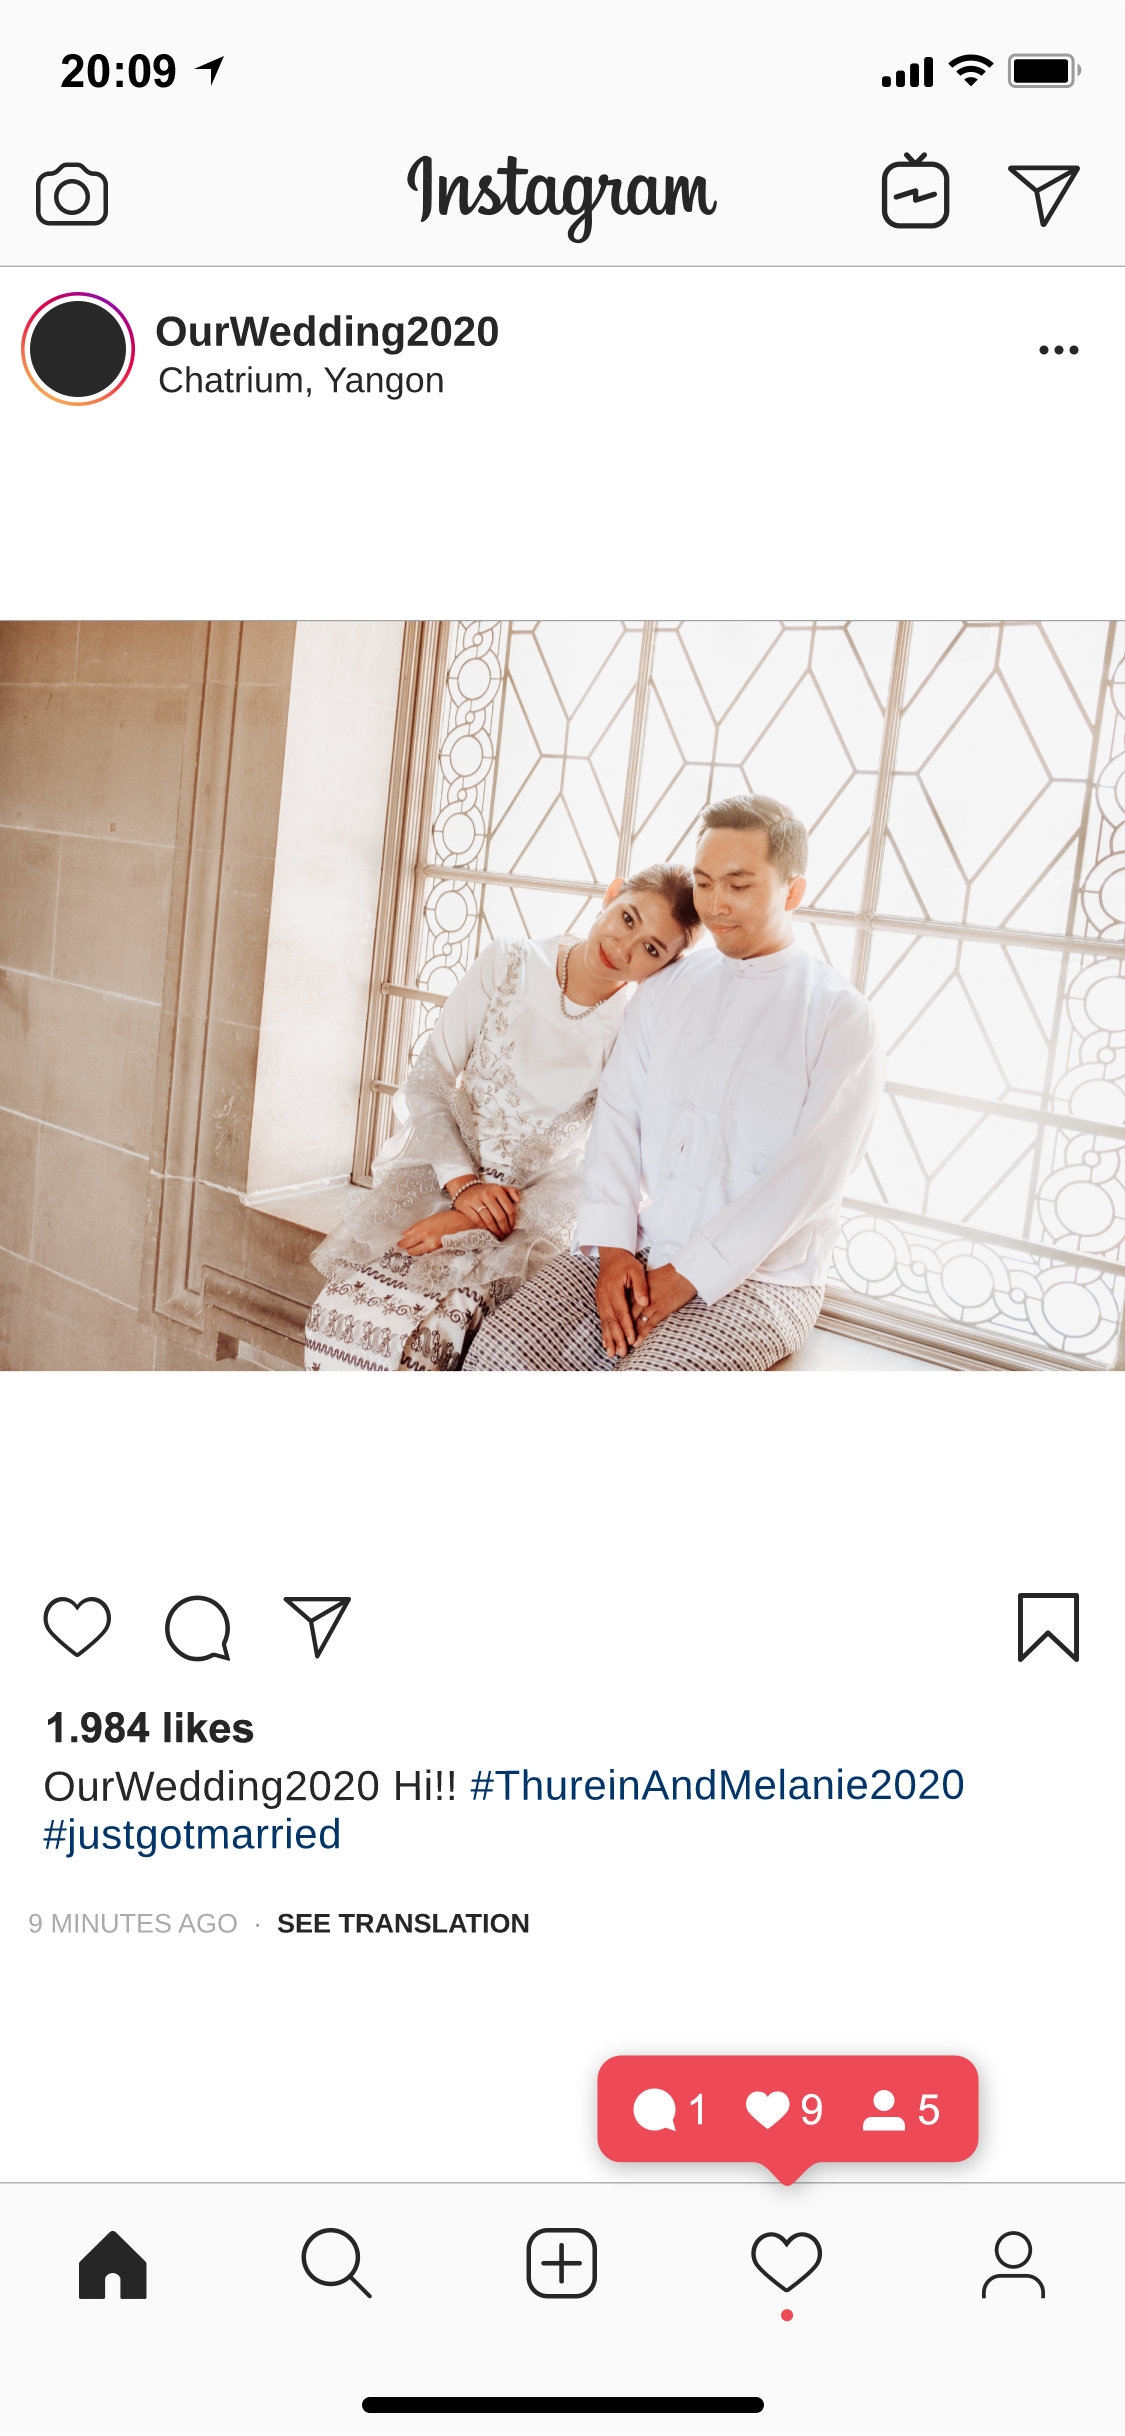 20:09
Instagram
OurWedding2020
Chatrium, Yangon
1.984 likes
OurWedding2020 Hi!! #ThureinAndMelanie2020
#justgotmarried
9 MINUTES AGO · SEE TRANSLATION
1 9 5